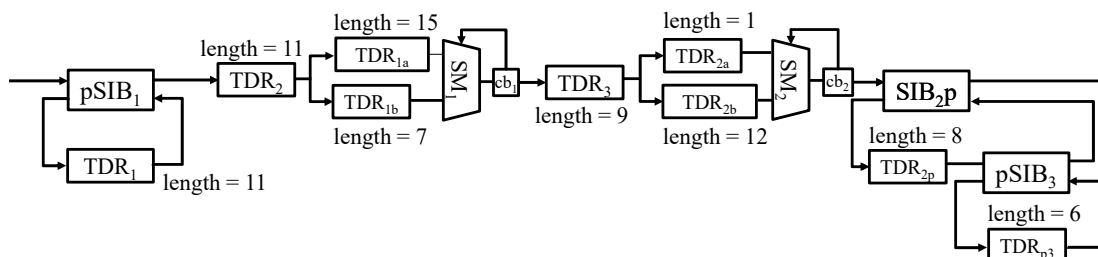 pSIB₁
TDR₁
length = 11
length = 11
TDR₂
length = 15
TDR₁ₐ
TDR₁b
length = 7
SM₁
cb₁
TDR₃
length = 9
length = 1
TDR₂ₐ
TDR₂b
length = 12
SM₂
cb₂
SIB₂p
length = 8
TDR₂p
pSIB₃
length = 6
TDRp₃